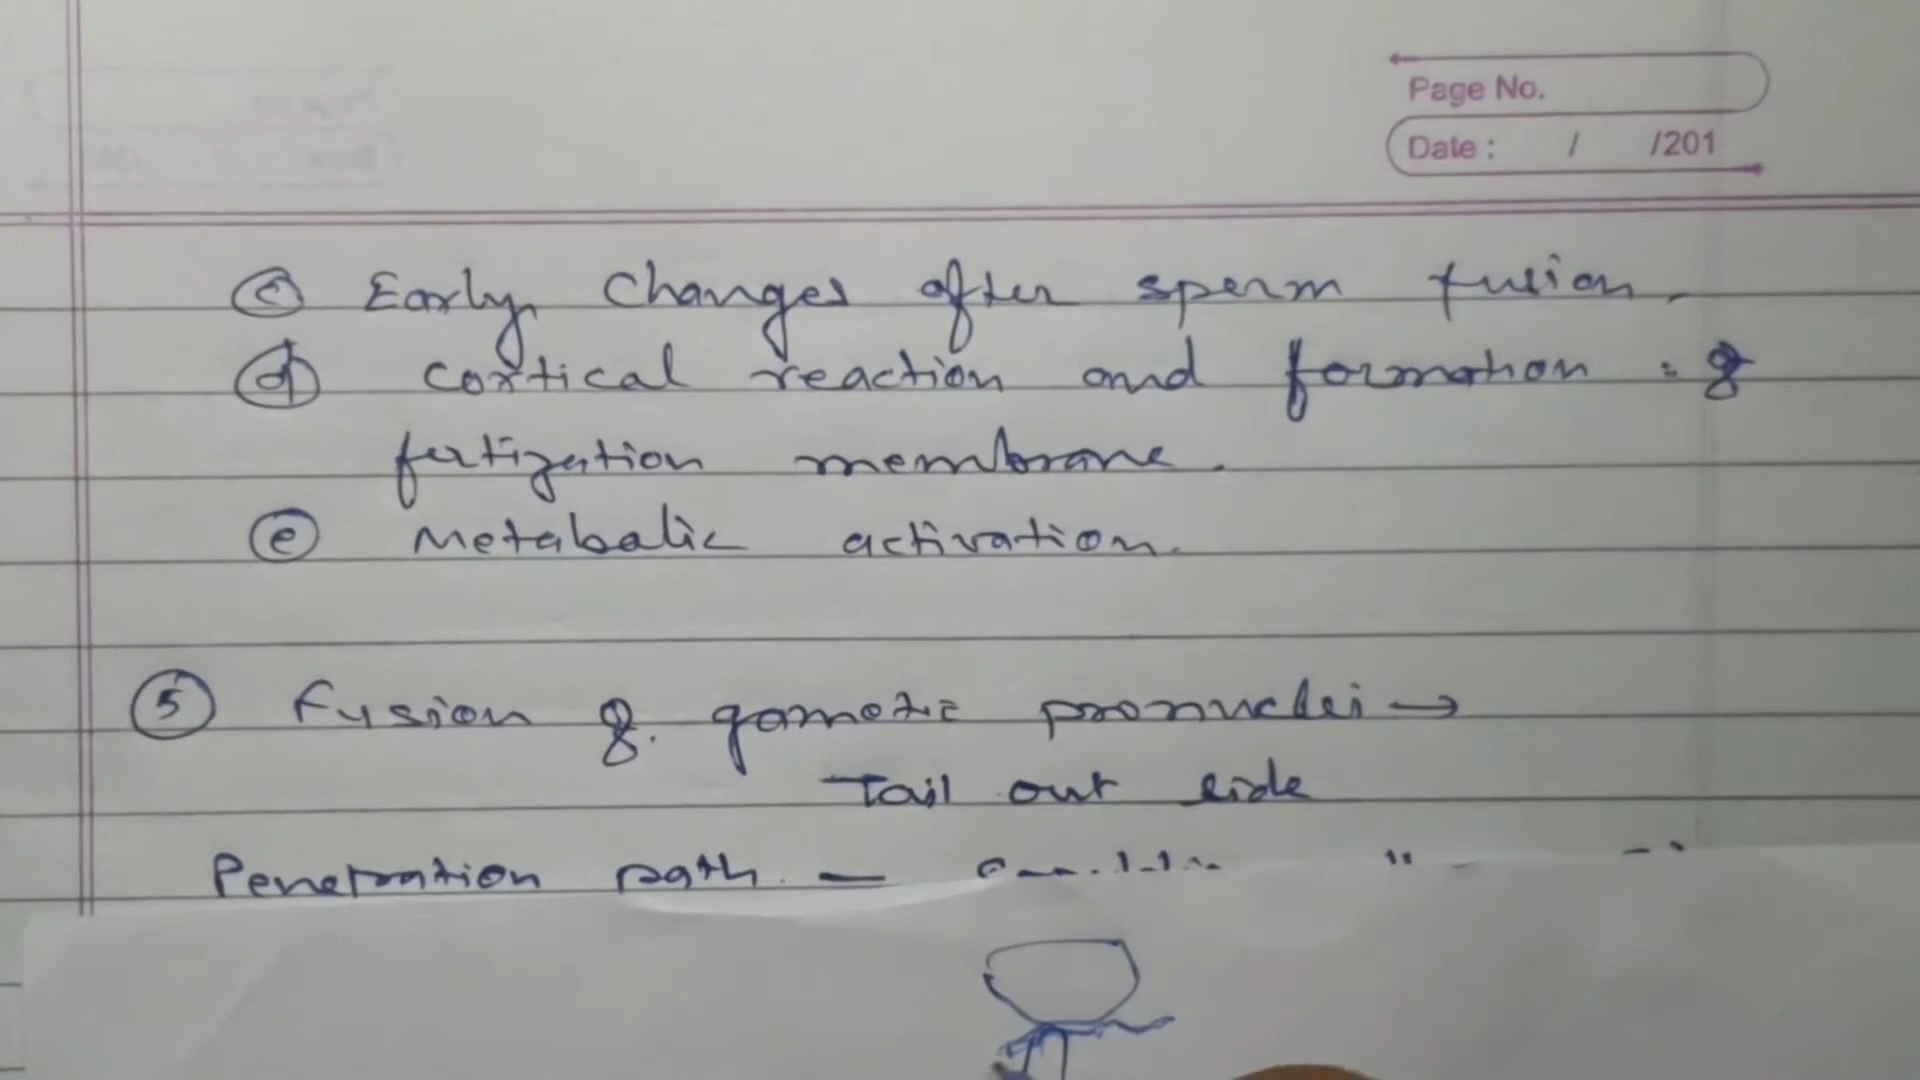 Page No.
Date : / /201
(c) Early changes after sperm fusion.
(d) cortical reaction and formation of
fertization membrane.
(e) Metabolic activation.
(5) Fusion of gametic pronuclei →
Tail out side
Penetration path. —